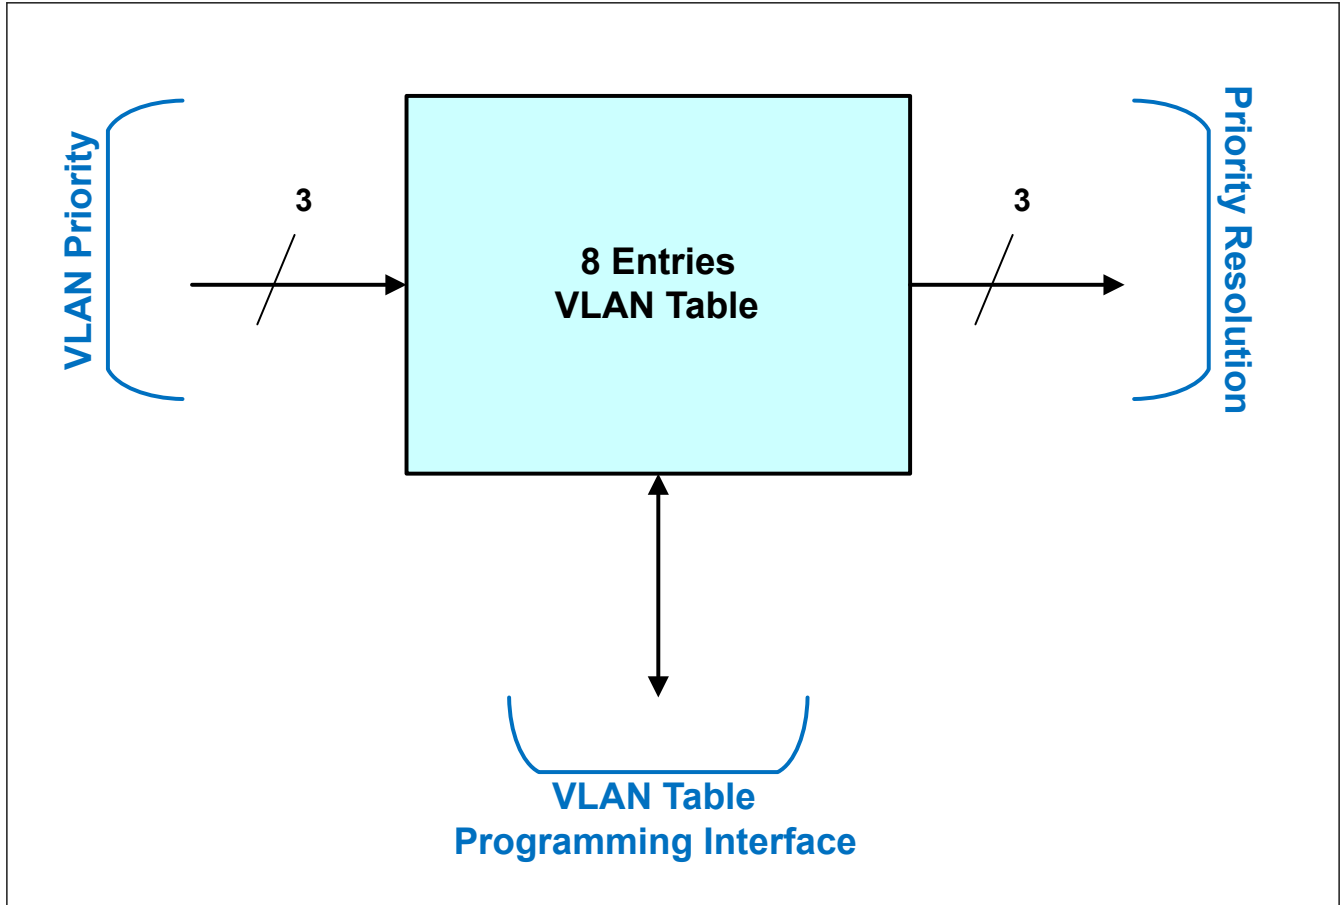 VLAN Priority
3
8 Entries
VLAN Table
3
Priority Resolution
VLAN Table
Programming Interface